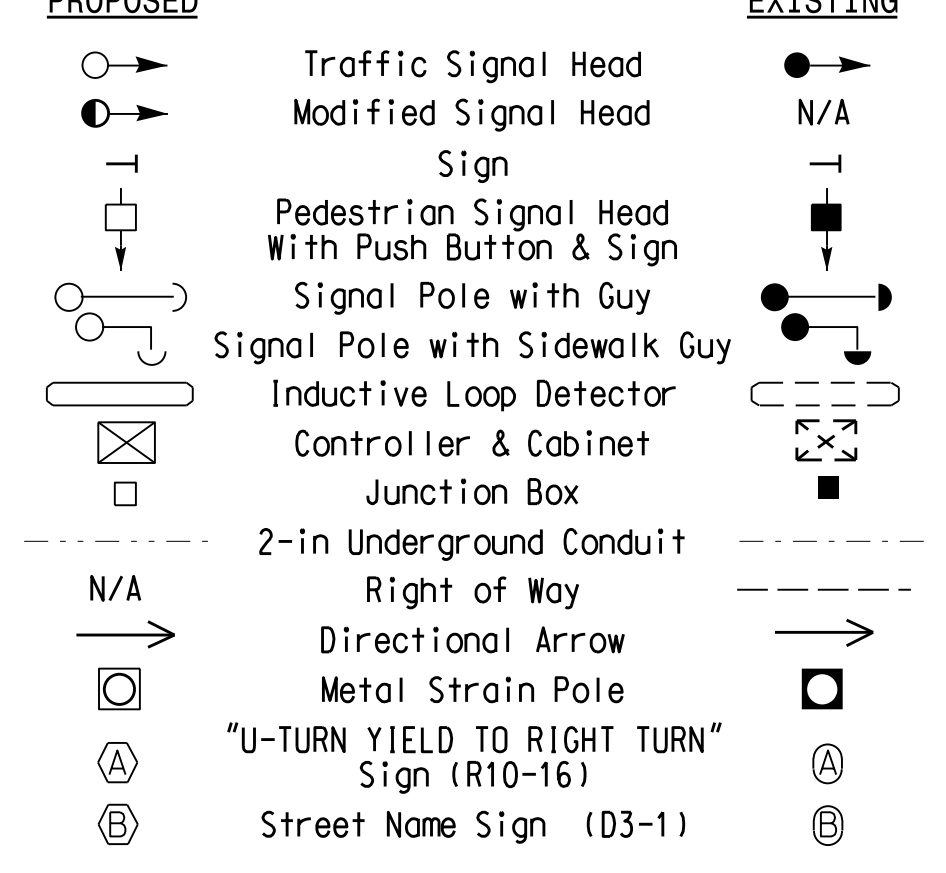 PROPOSED EXISTING
Traffic Signal Head
Modified Signal Head N/A
Sign
Pedestrian Signal Head
With Push Button & Sign
Signal Pole with Guy
Signal Pole with Sidewalk Guy
Inductive Loop Detector
Controller & Cabinet
Junction Box
2-in Underground Conduit
N/A Right of Way
Directional Arrow
Metal Strain Pole
"U-TURN YIELD TO RIGHT TURN"
A Sign (R10-16) A
B Street Name Sign (D3-1) B